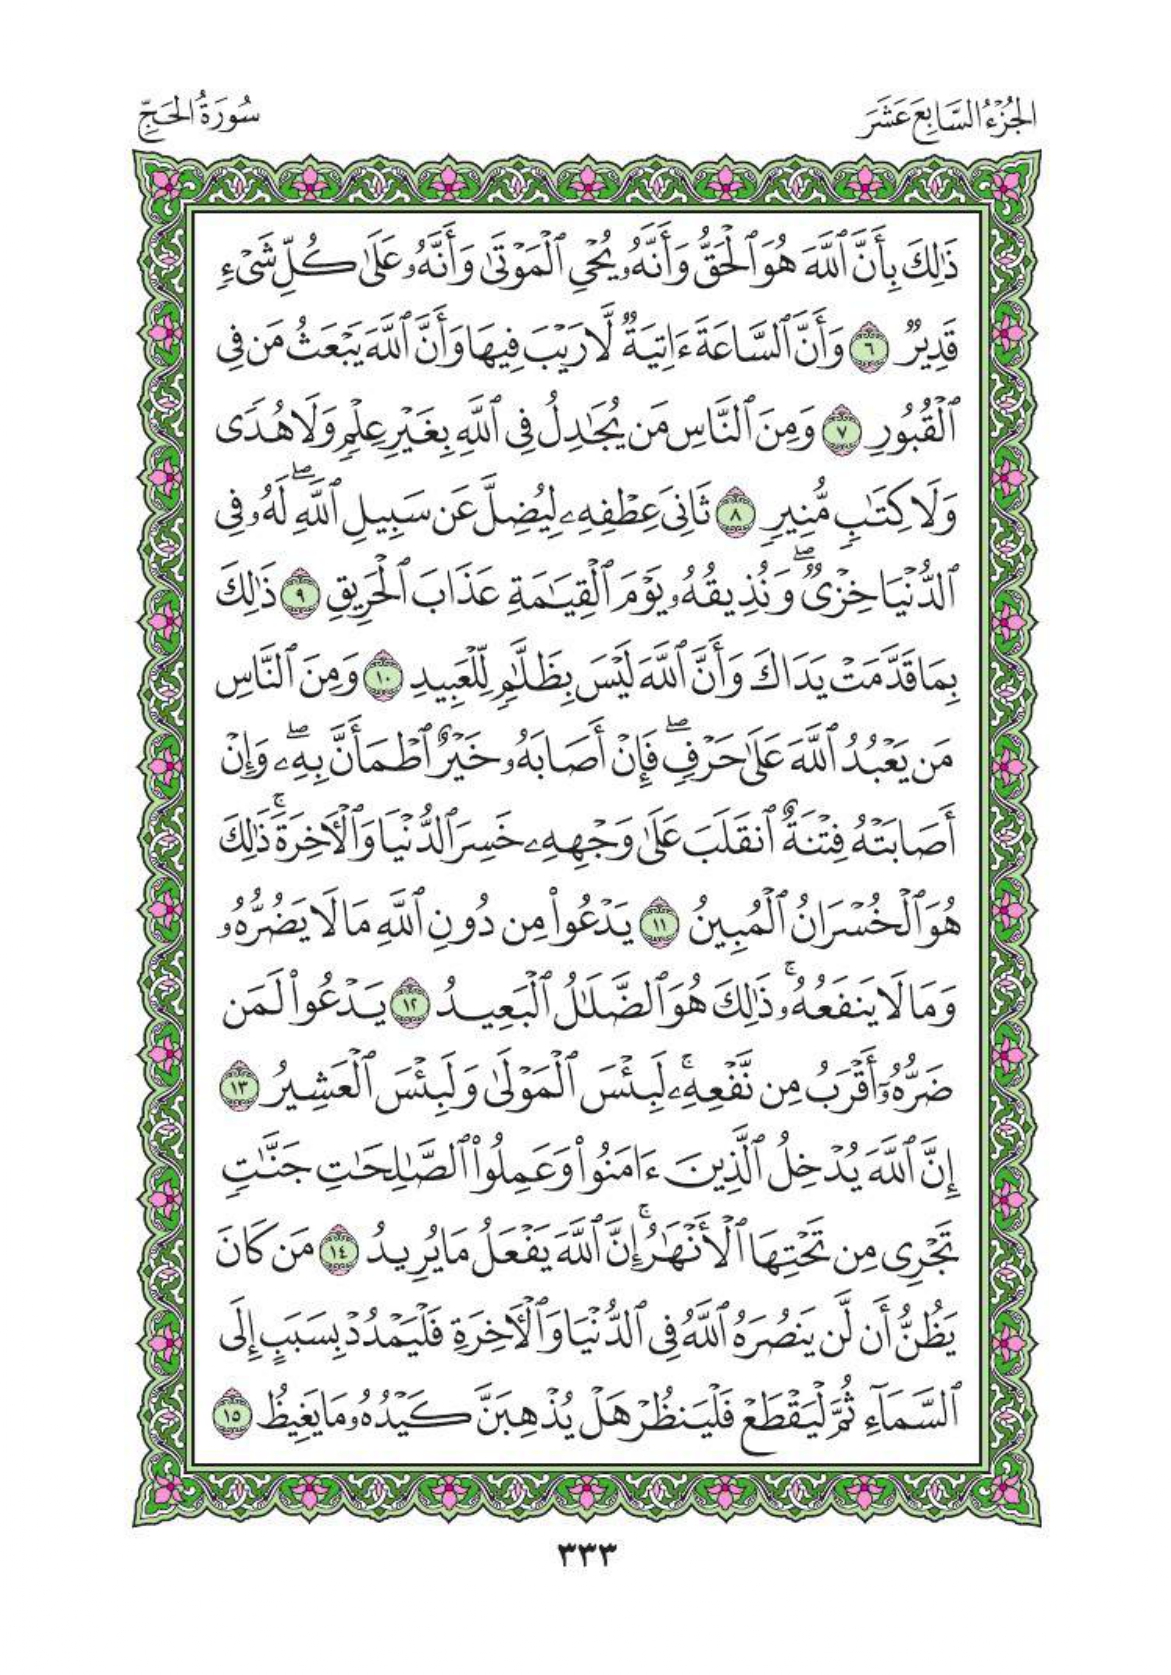 الجُزْءُ السَّابِعَ عَشَرَ
سُورَةُ الحَجِّ
ذَٰلِكَ بِأَنَّ ٱللَّهَ هُوَ ٱلْحَقُّ وَأَنَّهُۥ يُحْىِ ٱلْمَوْتَىٰ وَأَنَّهُۥ عَلَىٰ كُلِّ شَىْءٍ
قَدِيرٌ ٦ وَأَنَّ ٱلسَّاعَةَ ءَاتِيَةٌ لَّا رَيْبَ فِيهَا وَأَنَّ ٱللَّهَ يَبْعَثُ مَن فِى
ٱلْقُبُورِ ٧ وَمِنَ ٱلنَّاسِ مَن يُجَٰدِلُ فِى ٱللَّهِ بِغَيْرِ عِلْمٍ وَلَا هُدًى
وَلَا كِتَٰبٍ مُّنِيرٍ ٨ ثَانِىَ عِطْفِهِۦ لِيُضِلَّ عَن سَبِيلِ ٱللَّهِ ۖ لَهُۥ فِى
ٱلدُّنْيَا خِزْىٌ ۖ وَنُذِيقُهُۥ يَوْمَ ٱلْقِيَٰمَةِ عَذَابَ ٱلْحَرِيقِ ٩ ذَٰلِكَ
بِمَا قَدَّمَتْ يَدَاكَ وَأَنَّ ٱللَّهَ لَيْسَ بِظَلَّٰمٍ لِّلْعَبِيدِ ١٠ وَمِنَ ٱلنَّاسِ
مَن يَعْبُدُ ٱللَّهَ عَلَىٰ حَرْفٍ ۖ فَإِنْ أَصَابَهُۥ خَيْرٌ ٱطْمَأَنَّ بِهِۦ ۖ وَإِنْ
أَصَابَتْهُ فِتْنَةٌ ٱنقَلَبَ عَلَىٰ وَجْهِهِۦ خَسِرَ ٱلدُّنْيَا وَٱلْءَاخِرَةَ ۚ ذَٰلِكَ
هُوَ ٱلْخُسْرَانُ ٱلْمُبِينُ ١١ يَدْعُوا۟ مِن دُونِ ٱللَّهِ مَا لَا يَضُرُّهُۥ
وَمَا لَا يَنفَعُهُۥ ۚ ذَٰلِكَ هُوَ ٱلضَّلَٰلُ ٱلْبَعِيدُ ١٢ يَدْعُوا۟ لَمَن
ضَرُّهُۥٓ أَقْرَبُ مِن نَّفْعِهِۦ ۚ لَبِئْسَ ٱلْمَوْلَىٰ وَلَبِئْسَ ٱلْعَشِيرُ ١٣
إِنَّ ٱللَّهَ يُدْخِلُ ٱلَّذِينَ ءَامَنُوا۟ وَعَمِلُوا۟ ٱلصَّٰلِحَٰتِ جَنَّٰتٍ
تَجْرِى مِن تَحْتِهَا ٱلْأَنْهَٰرُ ۚ إِنَّ ٱللَّهَ يَفْعَلُ مَا يُرِيدُ ١٤ مَن كَانَ
يَظُنُّ أَن لَّن يَنصُرَهُ ٱللَّهُ فِى ٱلدُّنْيَا وَٱلْءَاخِرَةِ فَلْيَمْدُدْ بِسَبَبٍ إِلَى
ٱلسَّمَآءِ ثُمَّ لْيَقْطَعْ فَلْيَنظُرْ هَلْ يُذْهِبَنَّ كَيْدُهُۥ مَا يَغِيظُ ١٥
٣٣٣